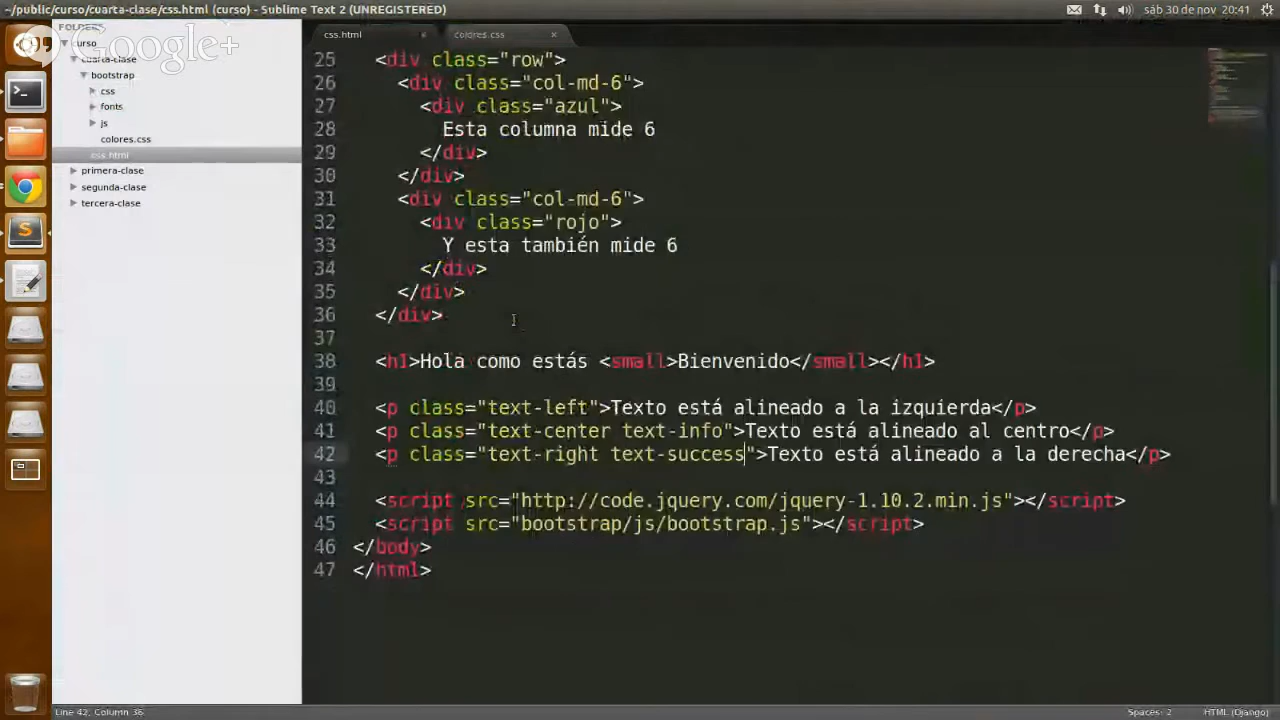 ~/public/curso/cuarta-clase/css.html (curso) - Sublime Text 2 (UNREGISTERED)
sáb 30 de nov 20:41
Google+
FOLDERS
curso
cuarta-clase
bootstrap
css
fonts
js
colores.css
css.html
primera-clase
segunda-clase
tercera-clase
css.html × colores.css ×
25 <div class="row">
26 <div class="col-md-6">
27 <div class="azul">
28 Esta columna mide 6
29 </div>
30 </div>
31 <div class="col-md-6">
32 <div class="rojo">
33 Y esta también mide 6
34 </div>
35 </div>
36 </div>
37
38 <h1>Hola como estás <small>Bienvenido</small></h1>
39
40 <p class="text-left">Texto está alineado a la izquierda</p>
41 <p class="text-center text-info">Texto está alineado al centro</p>
42 <p class="text-right text-success">Texto está alineado a la derecha</p>
43
44 <script src="http://code.jquery.com/jquery-1.10.2.min.js"></script>
45 <script src="bootstrap/js/bootstrap.js"></script>
46 </body>
47 </html>
Line 42, Column 36
Spaces: 2 HTML (Django)